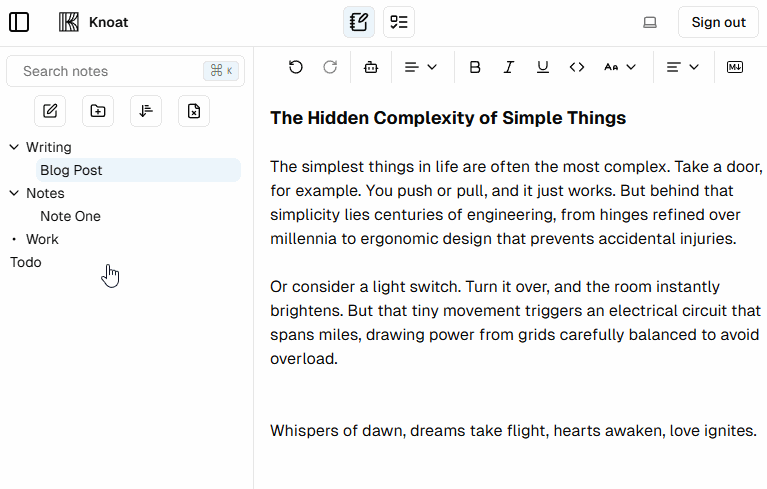 Knoat
Sign out
Search notes
⌘ K
Writing
Blog Post
Notes
Note One
Work
Todo
B I U <> Aa M↓
The Hidden Complexity of Simple Things
The simplest things in life are often the most complex. Take a door,
for example. You push or pull, and it just works. But behind that
simplicity lies centuries of engineering, from hinges refined over
millennia to ergonomic design that prevents accidental injuries.
Or consider a light switch. Turn it over, and the room instantly
brightens. But that tiny movement triggers an electrical circuit that
spans miles, drawing power from grids carefully balanced to avoid
overload.
Whispers of dawn, dreams take flight, hearts awaken, love ignites.